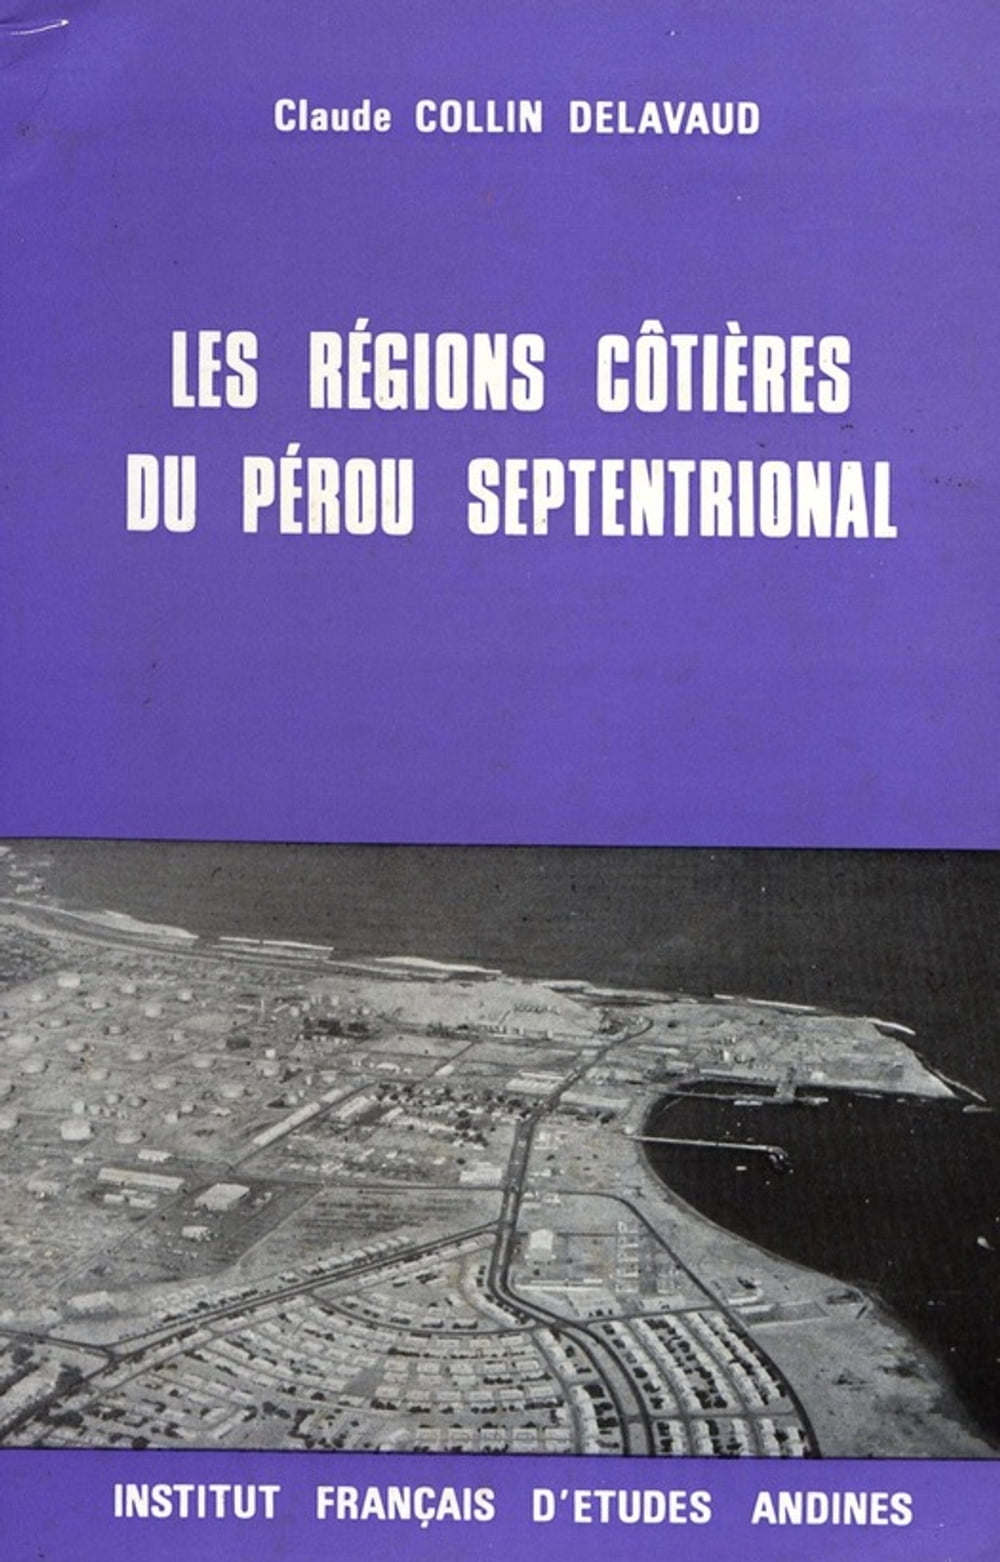 Claude COLLIN DELAVAUD
LES RÉGIONS CÔTIÈRES
DU PÉROU SEPTENTRIONAL
INSTITUT FRANÇAIS D'ETUDES ANDINES